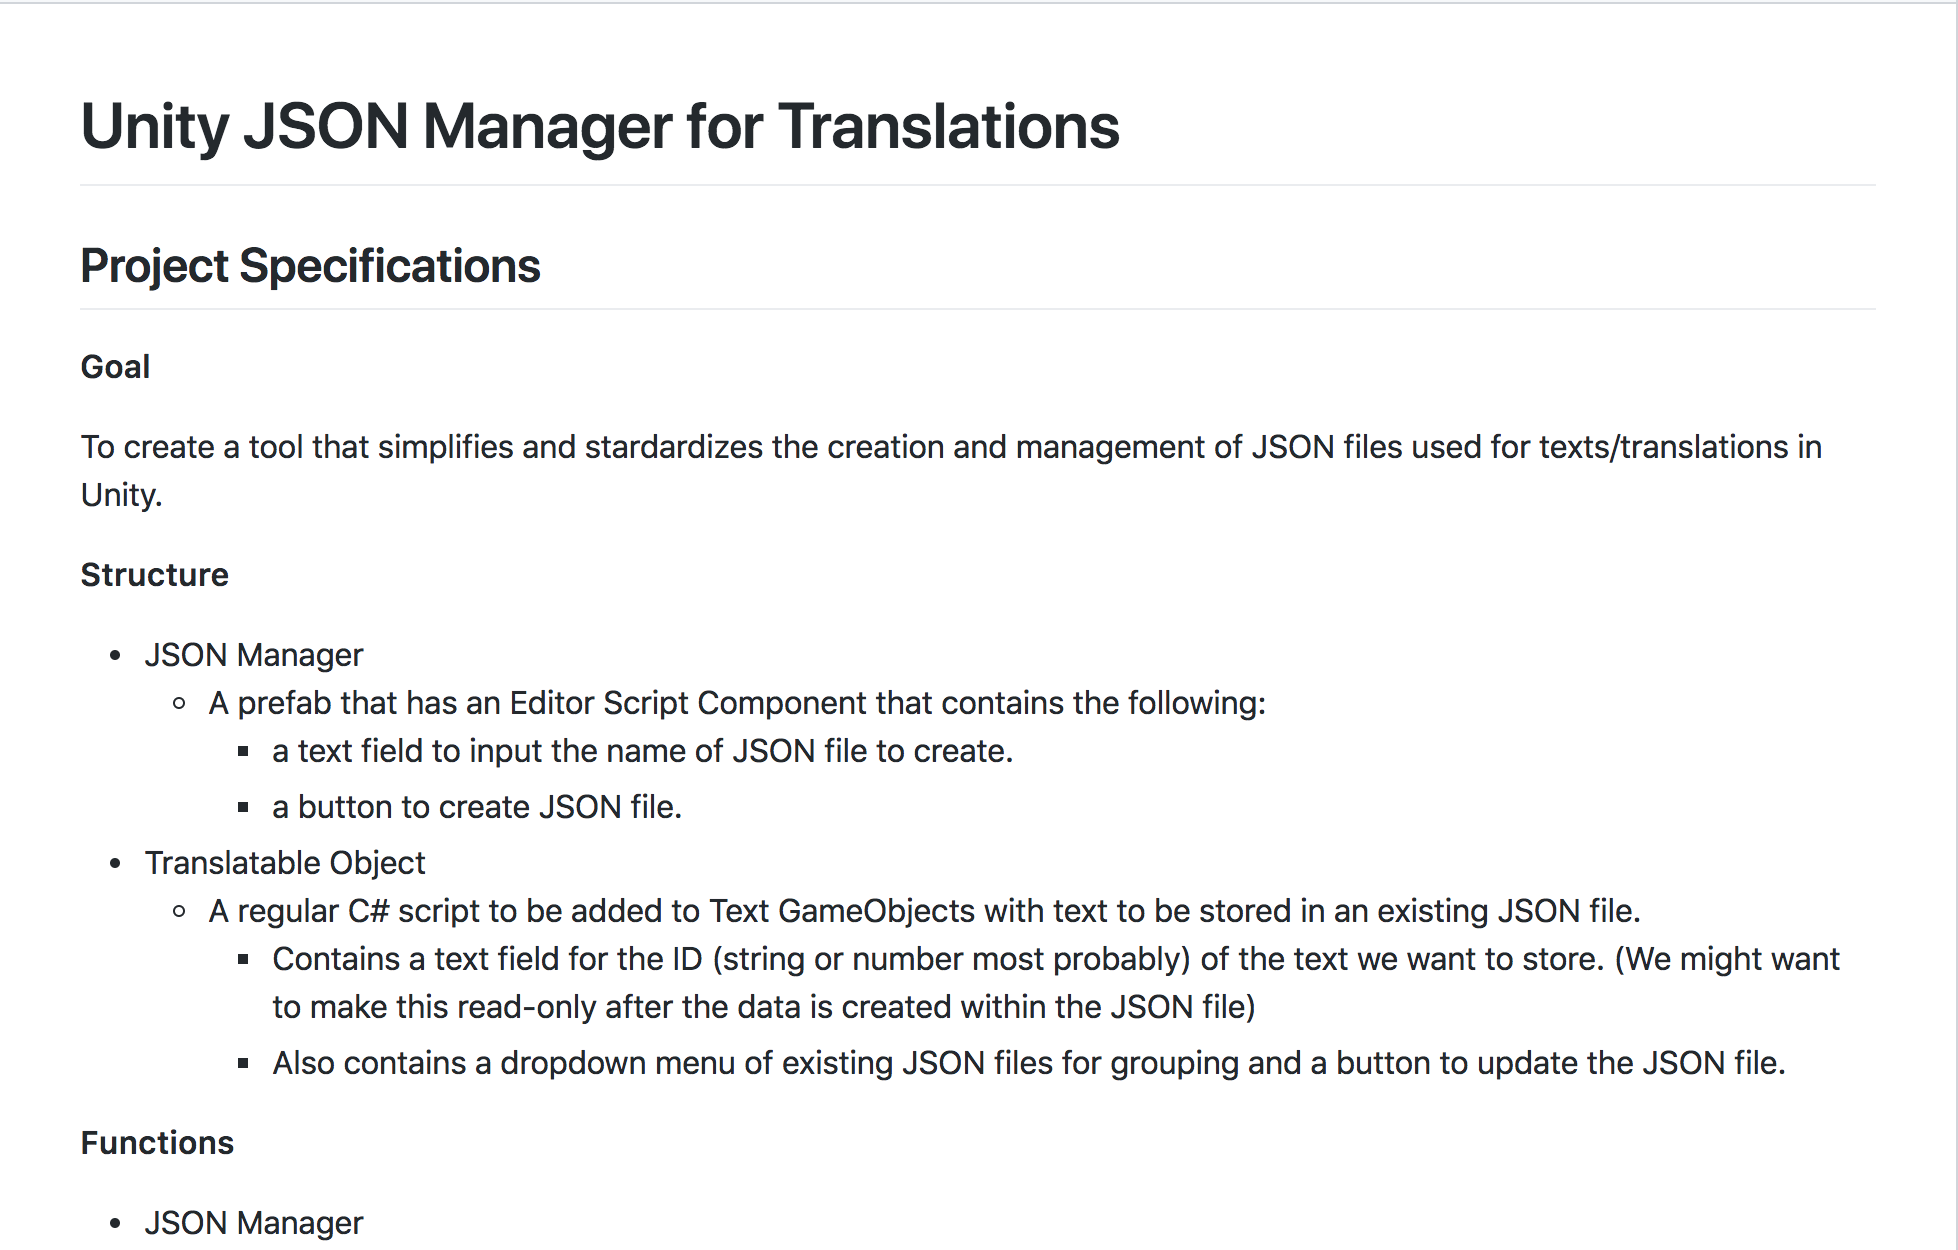 Unity JSON Manager for Translations
Project Specifications
Goal
To create a tool that simplifies and stardardizes the creation and management of JSON files used for texts/translations in
Unity.
Structure
JSON Manager
A prefab that has an Editor Script Component that contains the following:
a text field to input the name of JSON file to create.
a button to create JSON file.
Translatable Object
A regular C# script to be added to Text GameObjects with text to be stored in an existing JSON file.
Contains a text field for the ID (string or number most probably) of the text we want to store. (We might want
to make this read-only after the data is created within the JSON file)
Also contains a dropdown menu of existing JSON files for grouping and a button to update the JSON file.
Functions
JSON Manager